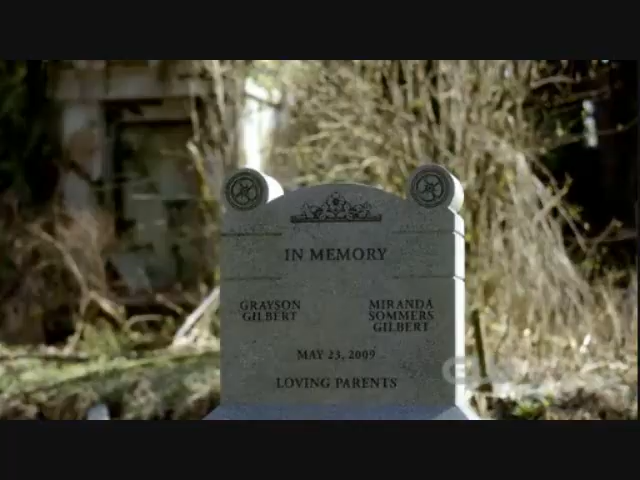 IN MEMORY
GRAYSON GILBERT
MIRANDA SOMMERS GILBERT
MAY 23, 2009
LOVING PARENTS